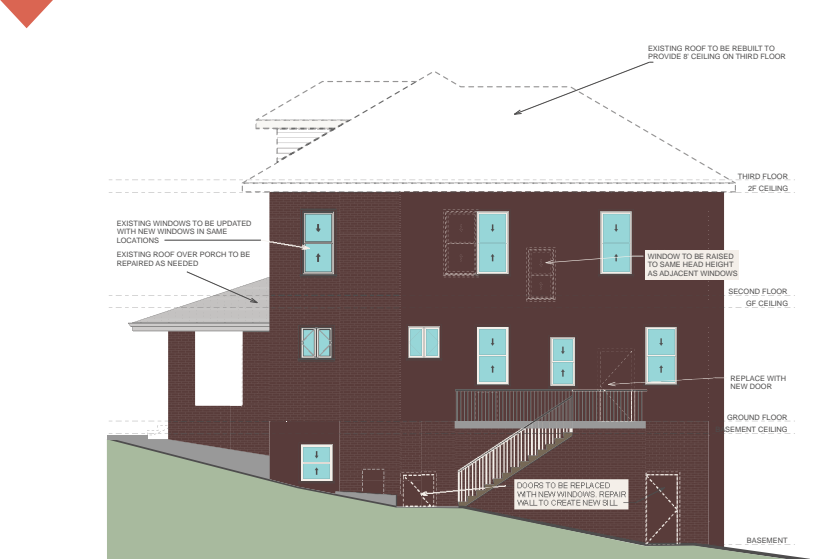 EXISTING ROOF TO BE REBUILT TO
PROVIDE 8' CEILING ON THIRD FLOOR
THIRD FLOOR
2F CEILING
EXISTING WINDOWS TO BE UPDATED
WITH NEW WINDOWS IN SAME
LOCATIONS
EXISTING ROOF OVER PORCH TO BE
REPAIRED AS NEEDED
WINDOW TO BE RAISED
TO SAME HEAD HEIGHT
AS ADJACENT WINDOWS
SECOND FLOOR
GF CEILING
REPLACE WITH
NEW DOOR
GROUND FLOOR
ASEMENT CEILING
DOORS TO BE REPLACED
WITH NEW WINDOWS. REPAIR
WALL TO CREATE NEW SILL
BASEMENT